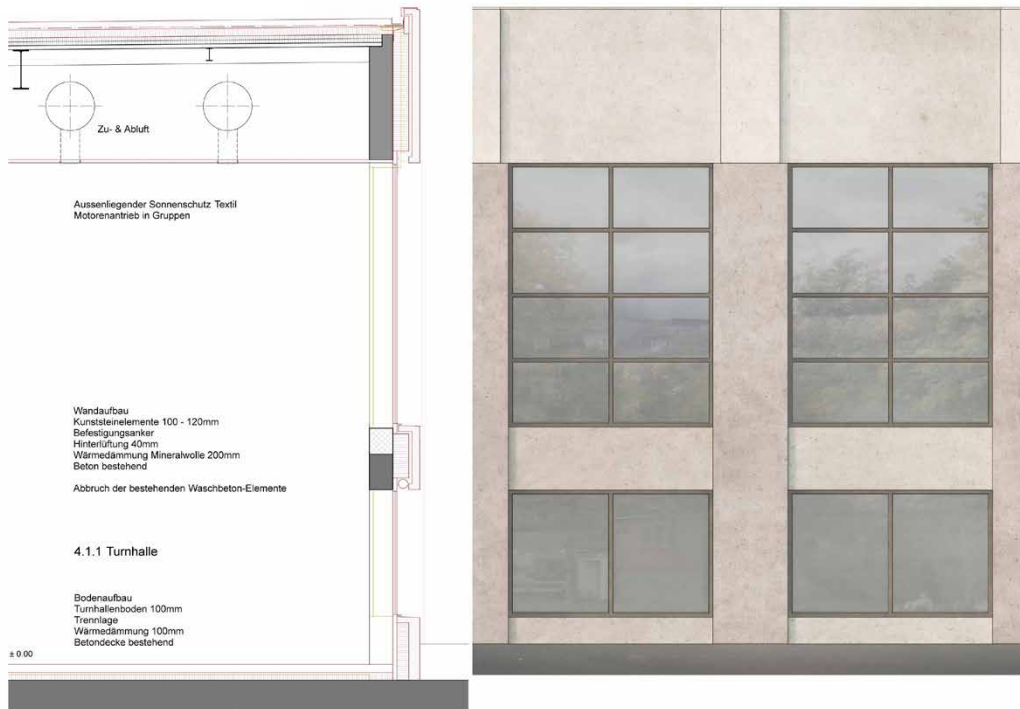 Zu- & Abluft
Aussenliegender Sonnenschutz Textil
Motorenantrieb in Gruppen
Wandaufbau
Kunststeinelemente 100 - 120mm
Befestigungsanker
Hinterlüftung 40mm
Wärmedämmung Mineralwolle 200mm
Beton bestehend
Abbruch der bestehenden Waschbeton-Elemente
4.1.1 Turnhalle
Bodenaufbau
Turnhallenboden 100mm
Trennlage
Wärmedämmung 100mm
Betondecke bestehend
± 0.00